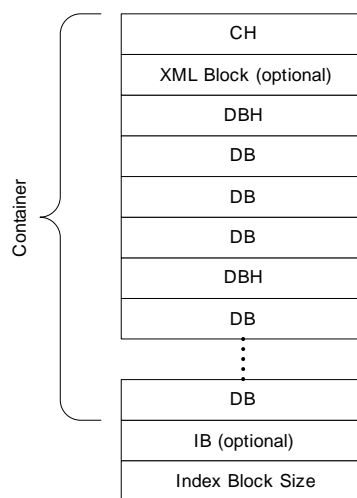 CH
XML Block (optional)
DBH
DB
DB
DB
DBH
DB
DB
IB (optional)
Index Block Size
Container